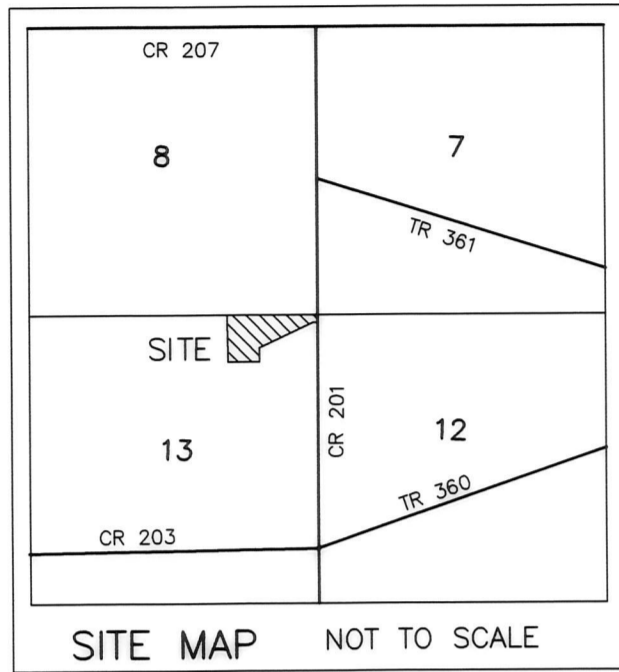 CR 207
8
7
TR 361
SITE
CR 201
13
12
TR 360
CR 203
SITE MAP NOT TO SCALE